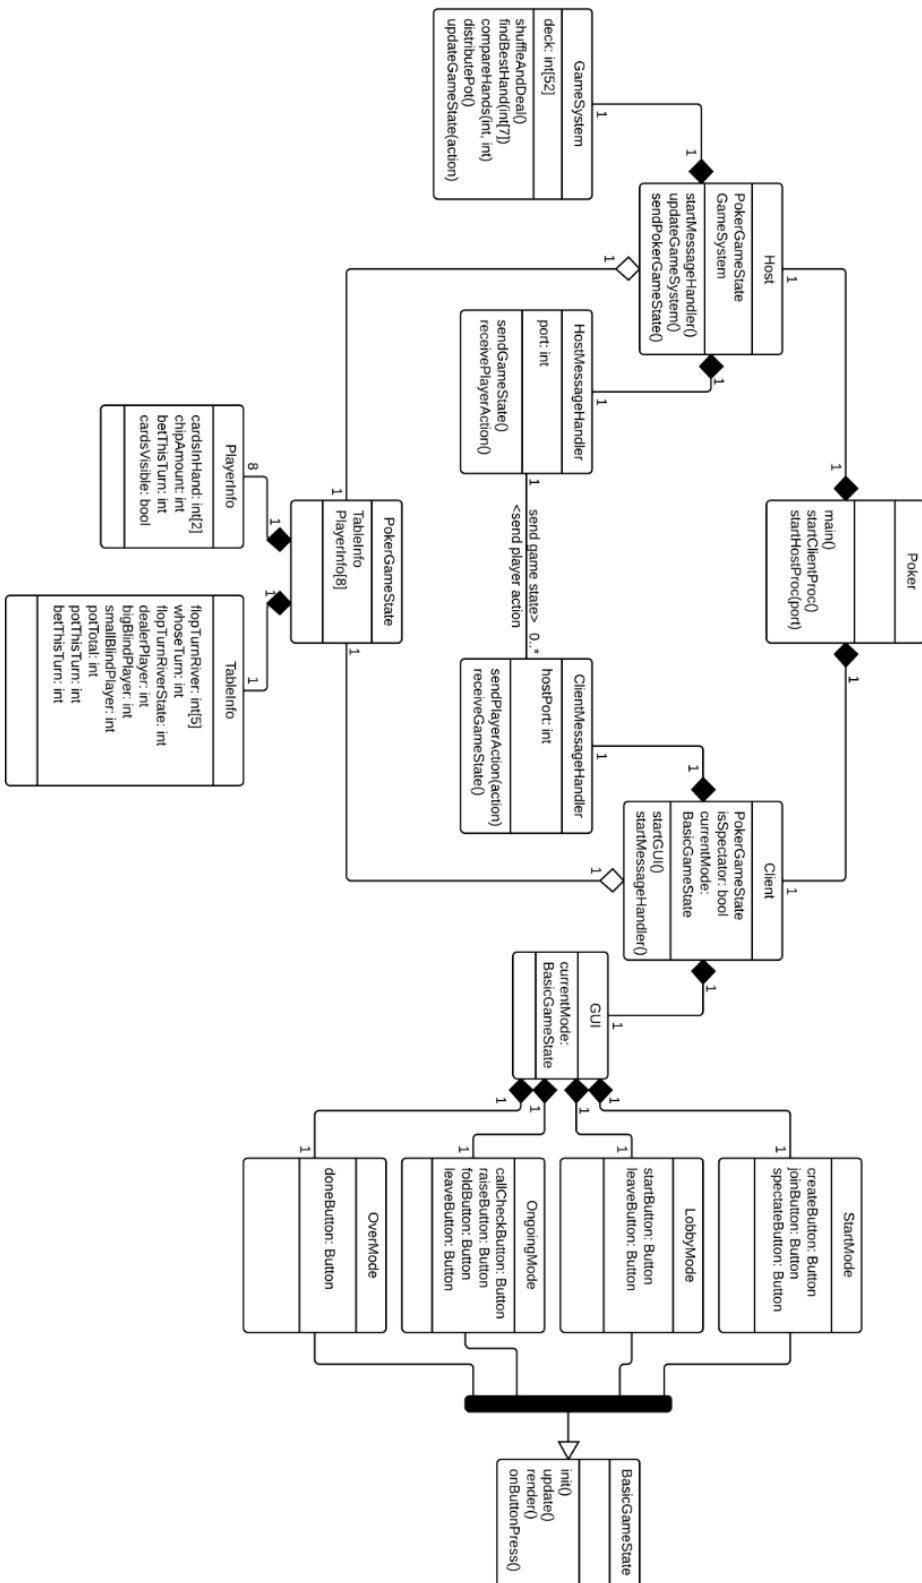 Poker
main()
startClientProc()
startHostProc(port)
1
1
1
1
Host
PokerGameState
GameSystem
startMessageHandler()
updateGameSystem()
sendPokerGameState()
1
1
1
1
1
GameSystem
deck: int[52]
shuffleAndDeal()
findBestHand(int[7])
compareHands(int, int)
distributePot()
updateGameState(action)
HostMessageHandler
port: int
sendGameState()
receivePlayerAction()
1
send game state> 0..*
<send player action
ClientMessageHandler
hostPort: int
sendPlayerAction(action)
receiveGameState()
1
1
Client
PokerGameState
isSpectator: bool
currentMode:
BasicGameState
startGUI()
startMessageHandler()
1
1
1
1
1
PokerGameState
TableInfo
PlayerInfo[8]
1
1
8
1
PlayerInfo
cardsInHand: int[2]
chipAmount: int
betThisTurn: int
cardsVisible: bool
TableInfo
flopTurnRiver: int[5]
whoseTurn: int
flopTurnRiverState: int
dealerPlayer: int
bigBlindPlayer: int
smallBlindPlayer: int
potTotal: int
potThisTurn: int
betThisTurn: int
GUI
currentMode:
BasicGameState
1
1
1
1
1
1
1
1
StartMode
createButton: Button
joinButton: Button
spectateButton: Button
LobbyMode
startButton: Button
leaveButton: Button
OngoingMode
callCheckButton: Button
raiseButton: Button
foldButton: Button
leaveButton: Button
OverMode
doneButton: Button
BasicGameState
init()
update()
render()
onButtonPress()